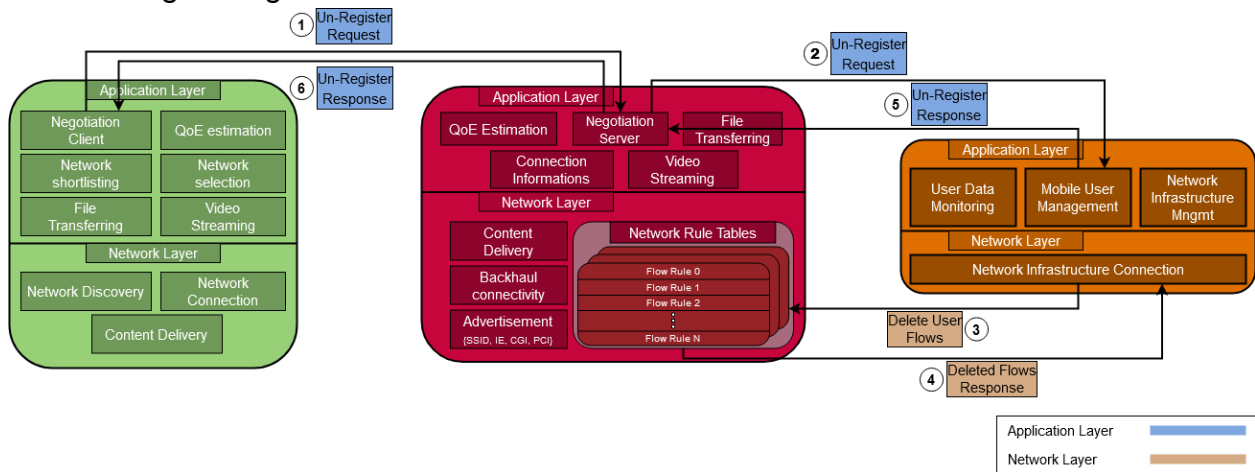 1
Un-Register
Request
6
Un-Register
Response
2
Un-Register
Request
5
Un-Register
Response
Application Layer
Negotiation
Client
QoE estimation
Network
shortlisting
Network
selection
File
Transferring
Video
Streaming
Network Layer
Network Discovery
Network
Connection
Content Delivery
Application Layer
QoE Estimation
Negotiation
Server
File
Transferring
Connection
Informations
Video
Streaming
Network Layer
Content
Delivery
Backhaul
connectivity
Advertisement
{SSID, IE, CGI, PCI}
Network Rule Tables
Flow Rule 0
Flow Rule 1
Flow Rule 2
Flow Rule N
Application Layer
User Data
Monitoring
Mobile User
Management
Network
Infrastructure
Mngmt
Network Layer
Network Infrastructure Connection
Delete User
Flows
3
4
Deleted Flows
Response
Application Layer
Network Layer